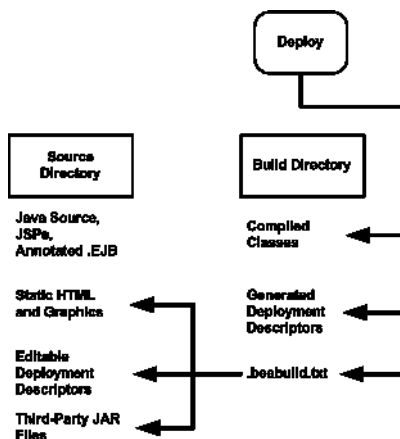 Deploy
Source
Directory
Build Directory
Java Source,
JSPs,
Annotated .EJB
Compiled
Classes
Static HTML
and Graphics
Generated
Deployment
Descriptors
Editable
Deployment
Descriptors
.beabuild.txt
Third-Party JAR
Files